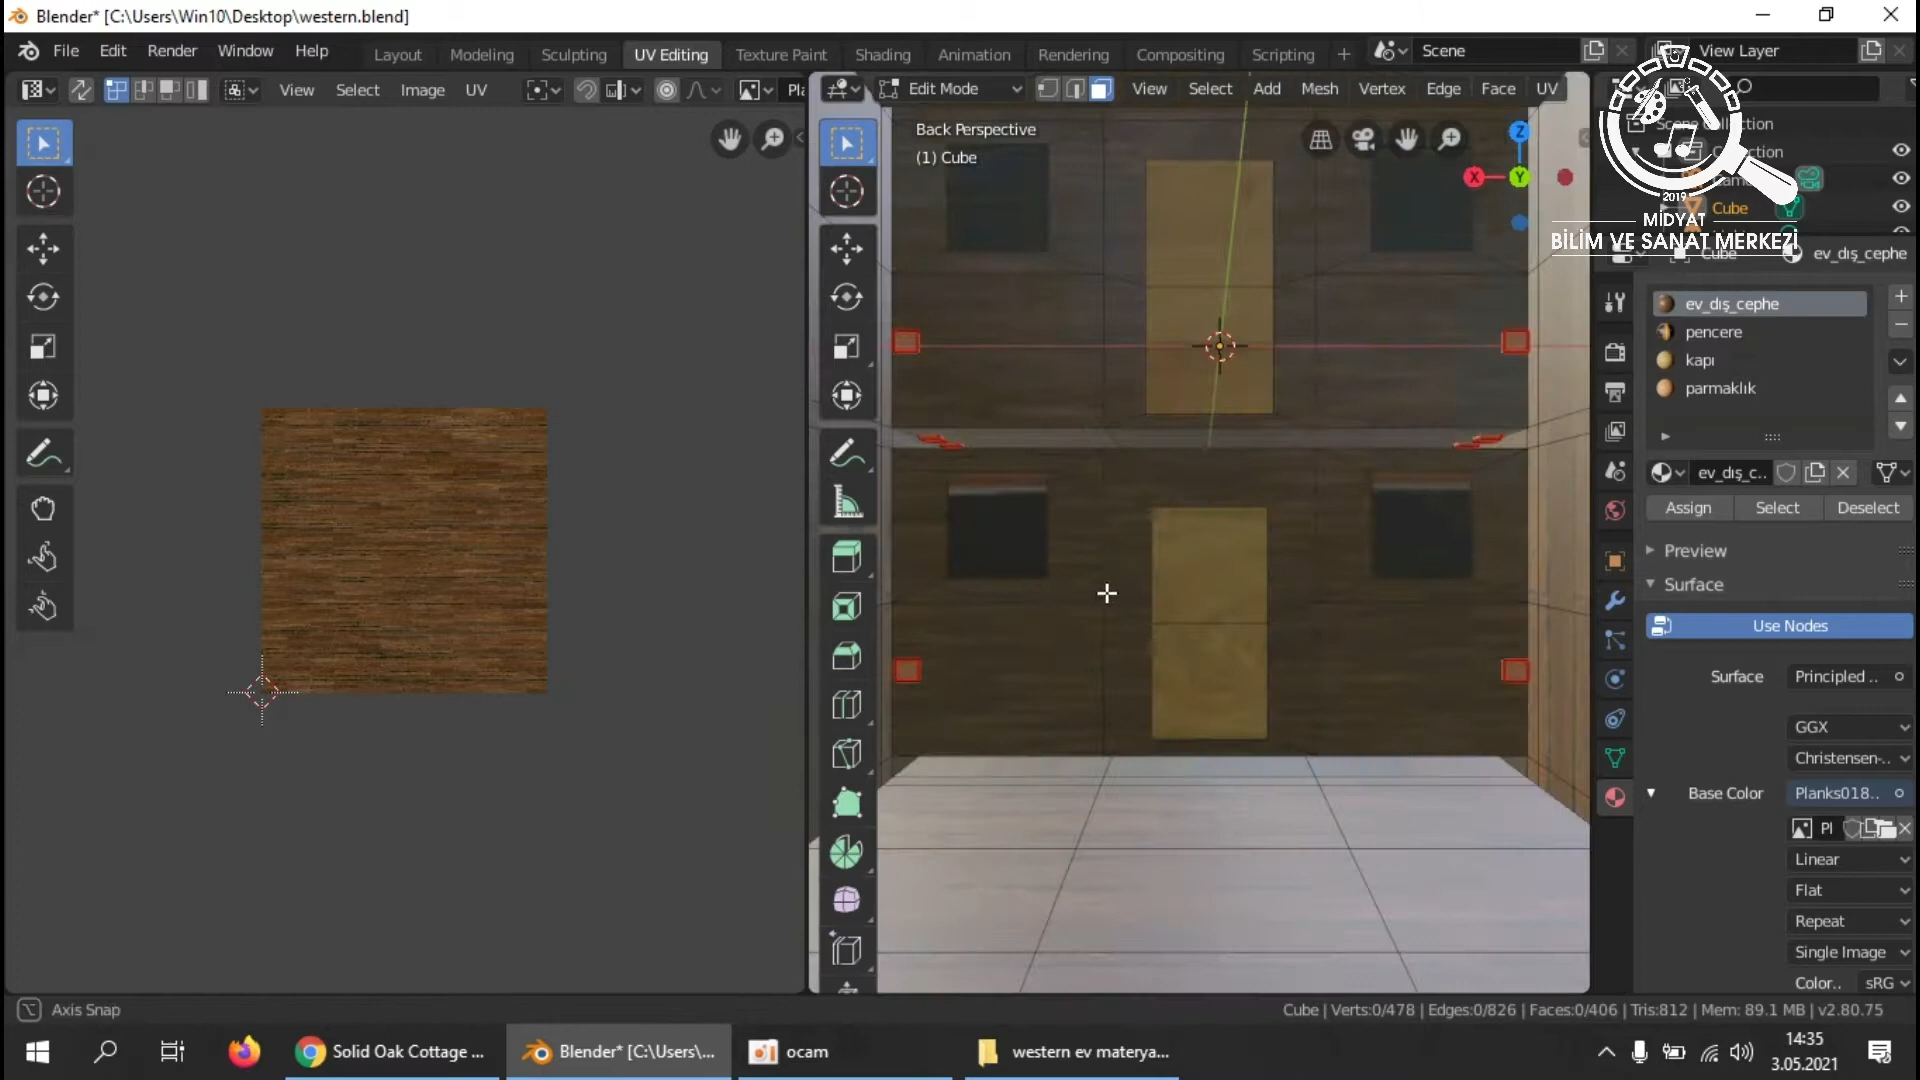 Blender* [C:\Users\Win10\Desktop\western.blend]
File Edit Render Window Help
Layout Modeling Sculpting UV Editing Texture Paint Shading Animation Rendering Compositing Scripting +
Scene
View Layer
View Select Image UV
Pla
Edit Mode
View Select Add Mesh Vertex Edge Face UV
Back Perspective
(1) Cube
Z
X
Y
Scene Collection
Collection
Cube
2019
MİDYAT
BİLİM VE SANAT MERKEZİ
Cube
ev_dış_cephe
ev_dış_cephe
pencere
kapı
parmaklık
ev_dış_c..
Assign Select Deselect
Preview
Surface
Use Nodes
Surface Principled ..
GGX
Christensen-..
Base Color Planks018..
Pl
Linear
Flat
Repeat
Single Image
Color.. sRG
Axis Snap
Cube | Verts:0/478 | Edges:0/826 | Faces:0/406 | Tris:812 | Mem: 89.1 MB | v2.80.75
Solid Oak Cottage ...
Blender* [C:\Users\...
ocam
western ev materya...
14:35
3.05.2021